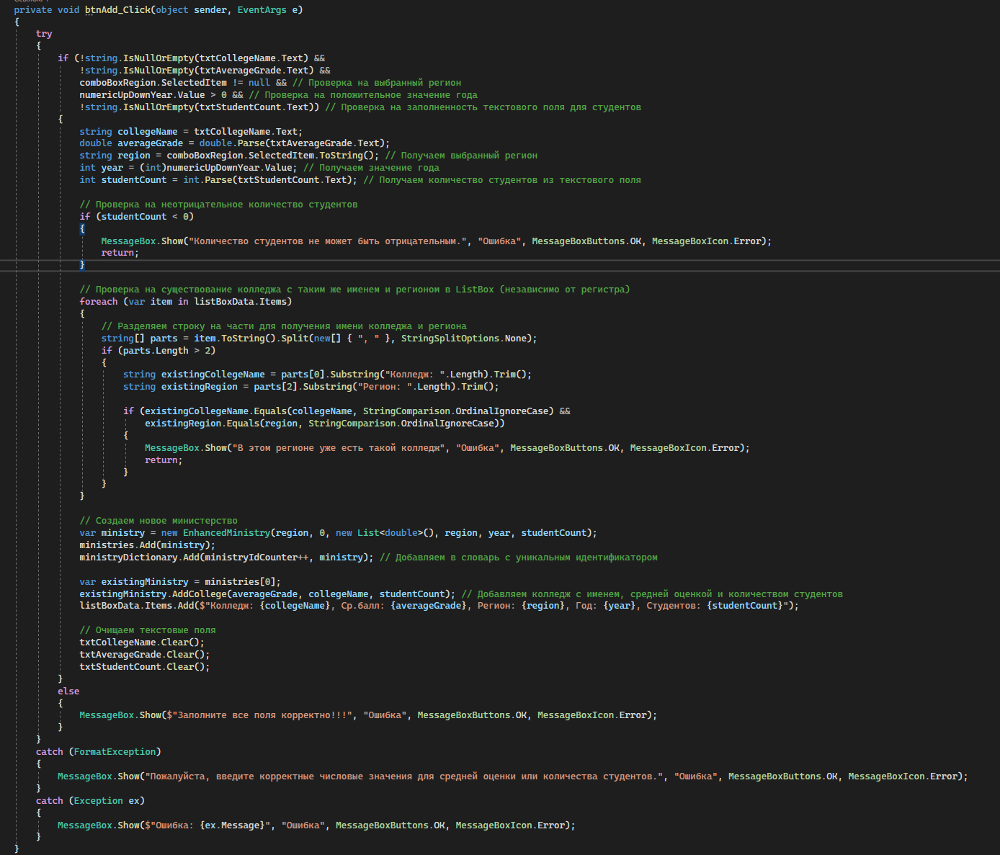 private void btnAdd_Click(object sender, EventArgs e)
{
    try
    {
        if (!string.IsNullOrEmpty(txtCollegeName.Text) &&
            !string.IsNullOrEmpty(txtAverageGrade.Text) &&
            comboBoxRegion.SelectedItem != null && // Проверка на выбранный регион
            numericUpDownYear.Value > 0 && // Проверка на положительное значение года
            !string.IsNullOrEmpty(txtStudentCount.Text)) // Проверка на заполненность текстового поля для студентов
        {
            string collegeName = txtCollegeName.Text;
            double averageGrade = double.Parse(txtAverageGrade.Text);
            string region = comboBoxRegion.SelectedItem.ToString(); // Получаем выбранный регион
            int year = (int)numericUpDownYear.Value; // Получаем значение года
            int studentCount = int.Parse(txtStudentCount.Text); // Получаем количество студентов из текстового поля

            // Проверка на неотрицательное количество студентов
            if (studentCount < 0)
            {
                MessageBox.Show("Количество студентов не может быть отрицательным.", "Ошибка", MessageBoxButtons.OK, MessageBoxIcon.Error);
                return;
            }

            // Проверка на существование колледжа с таким же именем и регионом в ListBox (независимо от регистра)
            foreach (var item in listBoxData.Items)
            {
                // Разделяем строку на части для получения имени колледжа и региона
                string[] parts = item.ToString().Split(new[] { ", " }, StringSplitOptions.None);
                if (parts.Length > 2)
                {
                    string existingCollegeName = parts[0].Substring("Колледж: ".Length).Trim();
                    string existingRegion = parts[2].Substring("Регион: ".Length).Trim();

                    if (existingCollegeName.Equals(collegeName, StringComparison.OrdinalIgnoreCase) &&
                        existingRegion.Equals(region, StringComparison.OrdinalIgnoreCase))
                    {
                        MessageBox.Show("В этом регионе уже есть такой колледж", "Ошибка", MessageBoxButtons.OK, MessageBoxIcon.Error);
                        return;
                    }
                }
            }

            // Создаем новое министерство
            var ministry = new EnhancedMinistry(region, 0, new List<double>(), region, year, studentCount);
            ministries.Add(ministry);
            ministryDictionary.Add(ministryIdCounter++, ministry); // Добавляем в словарь с уникальным идентификатором

            var existingMinistry = ministries[0];
            existingMinistry.AddCollege(averageGrade, collegeName, studentCount); // Добавляем колледж с именем, средней оценкой и количеством студентов
            listBoxData.Items.Add($"Колледж: {collegeName}, Ср.балл: {averageGrade}, Регион: {region}, Год: {year}, Студентов: {studentCount}");

            // Очищаем текстовые поля
            txtCollegeName.Clear();
            txtAverageGrade.Clear();
            txtStudentCount.Clear();
        }
        else
        {
            MessageBox.Show($"Заполните все поля корректно!!!", "Ошибка", MessageBoxButtons.OK, MessageBoxIcon.Error);
        }
    }
    catch (FormatException)
    {
        MessageBox.Show("Пожалуйста, введите корректные числовые значения для средней оценки или количества студентов.", "Ошибка", MessageBoxButtons.OK, MessageBoxIcon.Error);
    }
    catch (Exception ex)
    {
        MessageBox.Show($"Ошибка: {ex.Message}", "Ошибка", MessageBoxButtons.OK, MessageBoxIcon.Error);
    }
}